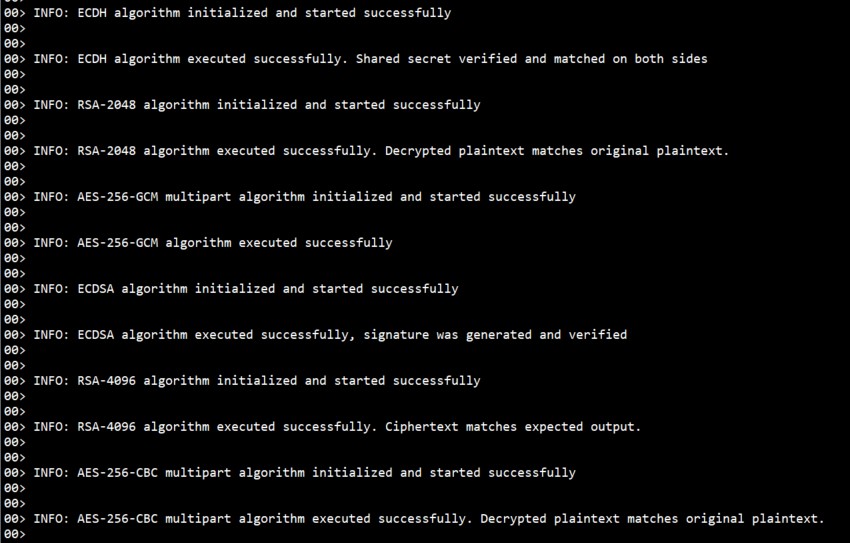 00>
00> INFO: ECDH algorithm initialized and started successfully
00>
00>
00> INFO: ECDH algorithm executed successfully. Shared secret verified and matched on both sides
00>
00>
00> INFO: RSA-2048 algorithm initialized and started successfully
00>
00>
00> INFO: RSA-2048 algorithm executed successfully. Decrypted plaintext matches original plaintext.
00>
00>
00> INFO: AES-256-GCM multipart algorithm initialized and started successfully
00>
00>
00> INFO: AES-256-GCM algorithm executed successfully
00>
00>
00> INFO: ECDSA algorithm initialized and started successfully
00>
00>
00> INFO: ECDSA algorithm executed successfully, signature was generated and verified
00>
00>
00> INFO: RSA-4096 algorithm initialized and started successfully
00>
00>
00> INFO: RSA-4096 algorithm executed successfully. Ciphertext matches expected output.
00>
00>
00> INFO: AES-256-CBC multipart algorithm initialized and started successfully
00>
00>
00> INFO: AES-256-CBC multipart algorithm executed successfully. Decrypted plaintext matches original plaintext.
00>